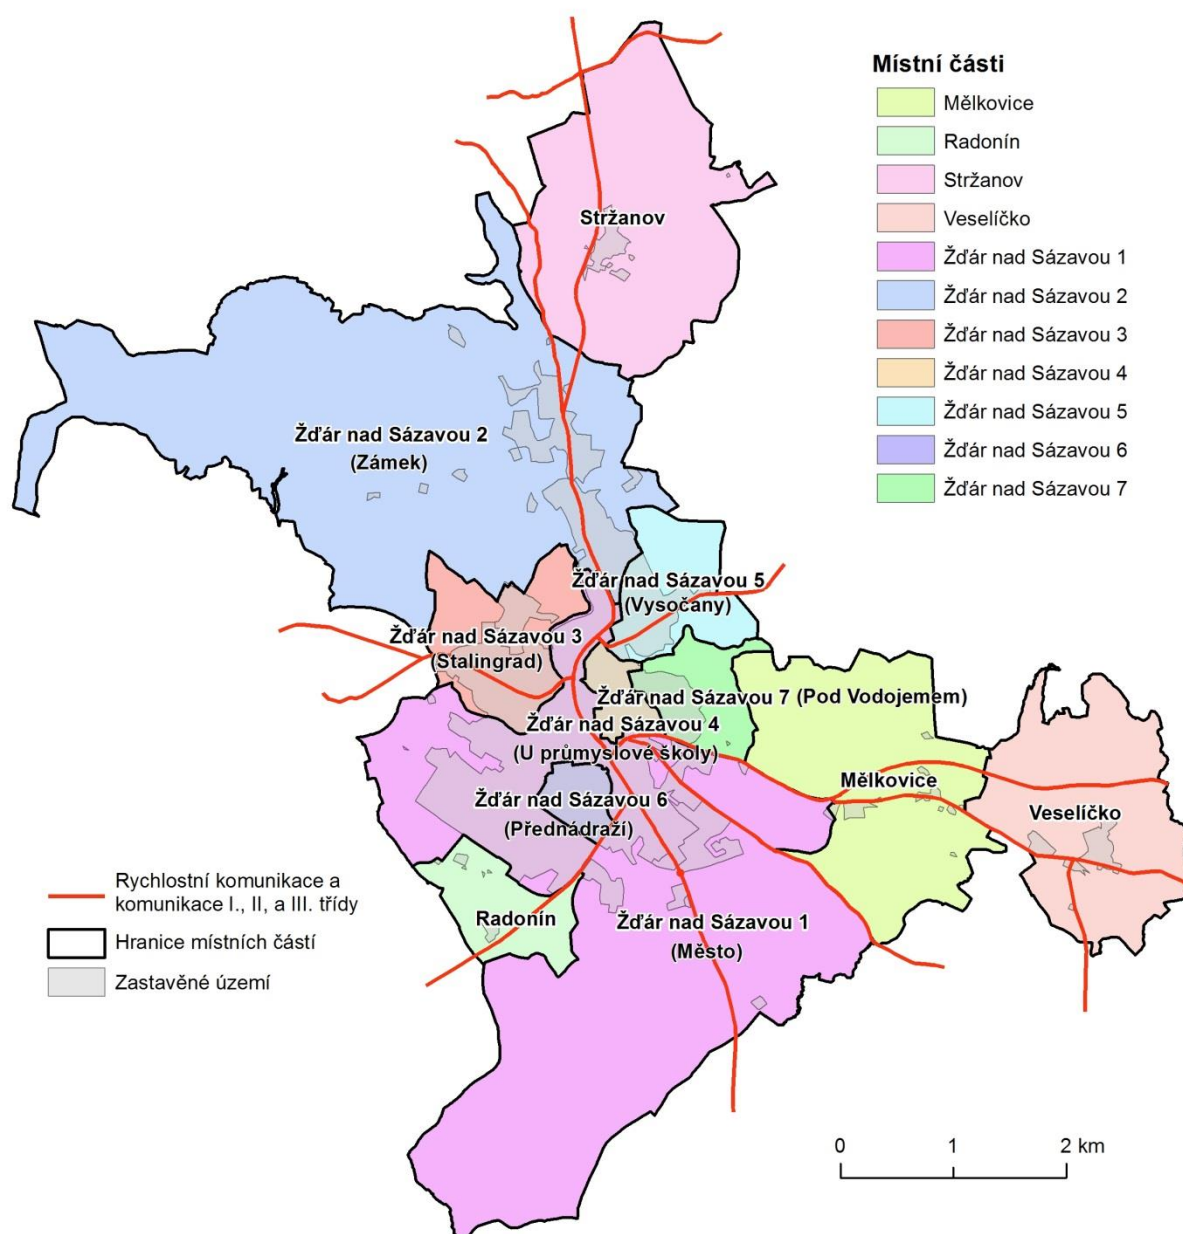 Místní části
Mělkovice
Radonín
Stržanov
Veselíčko
Žďár nad Sázavou 1
Žďár nad Sázavou 2
Žďár nad Sázavou 3
Žďár nad Sázavou 4
Žďár nad Sázavou 5
Žďár nad Sázavou 6
Žďár nad Sázavou 7
Stržanov
Žďár nad Sázavou 2
(Zámek)
Žďár nad Sázavou 5
(Vysočany)
Žďár nad Sázavou 3
(Stalingrad)
Žďár nad Sázavou 7 (Pod Vodojemem)
Žďár nad Sázavou 4
(U průmyslové školy)
Mělkovice
Žďár nad Sázavou 6
(Přednádraží)
Veselíčko
Radonín
Žďár nad Sázavou 1
(Město)
Rychlostní komunikace a
komunikace I., II, a III. třídy
Hranice místních částí
Zastavěné území
0 1 2 km